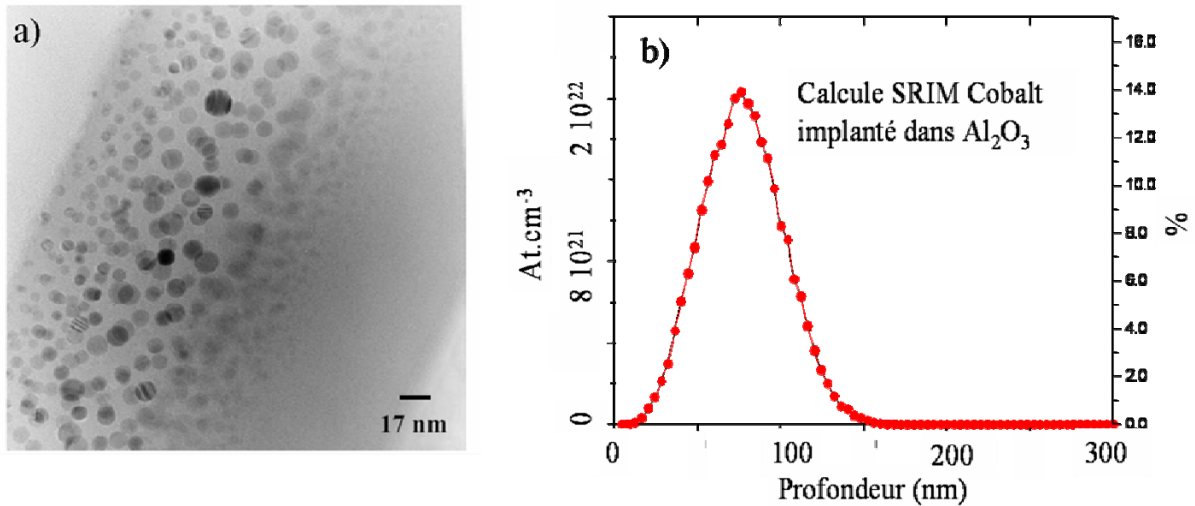 a)
17 nm
b)
Calcule SRIM Cobalt
implanté dans Al₂O₃
At.cm⁻³
2 10²²
8 10²¹
0
16.0
14.0
12.0
10.0
8.0
6.0
4.0
2.0
0.0
%
0 100 200 300
Profondeur (nm)